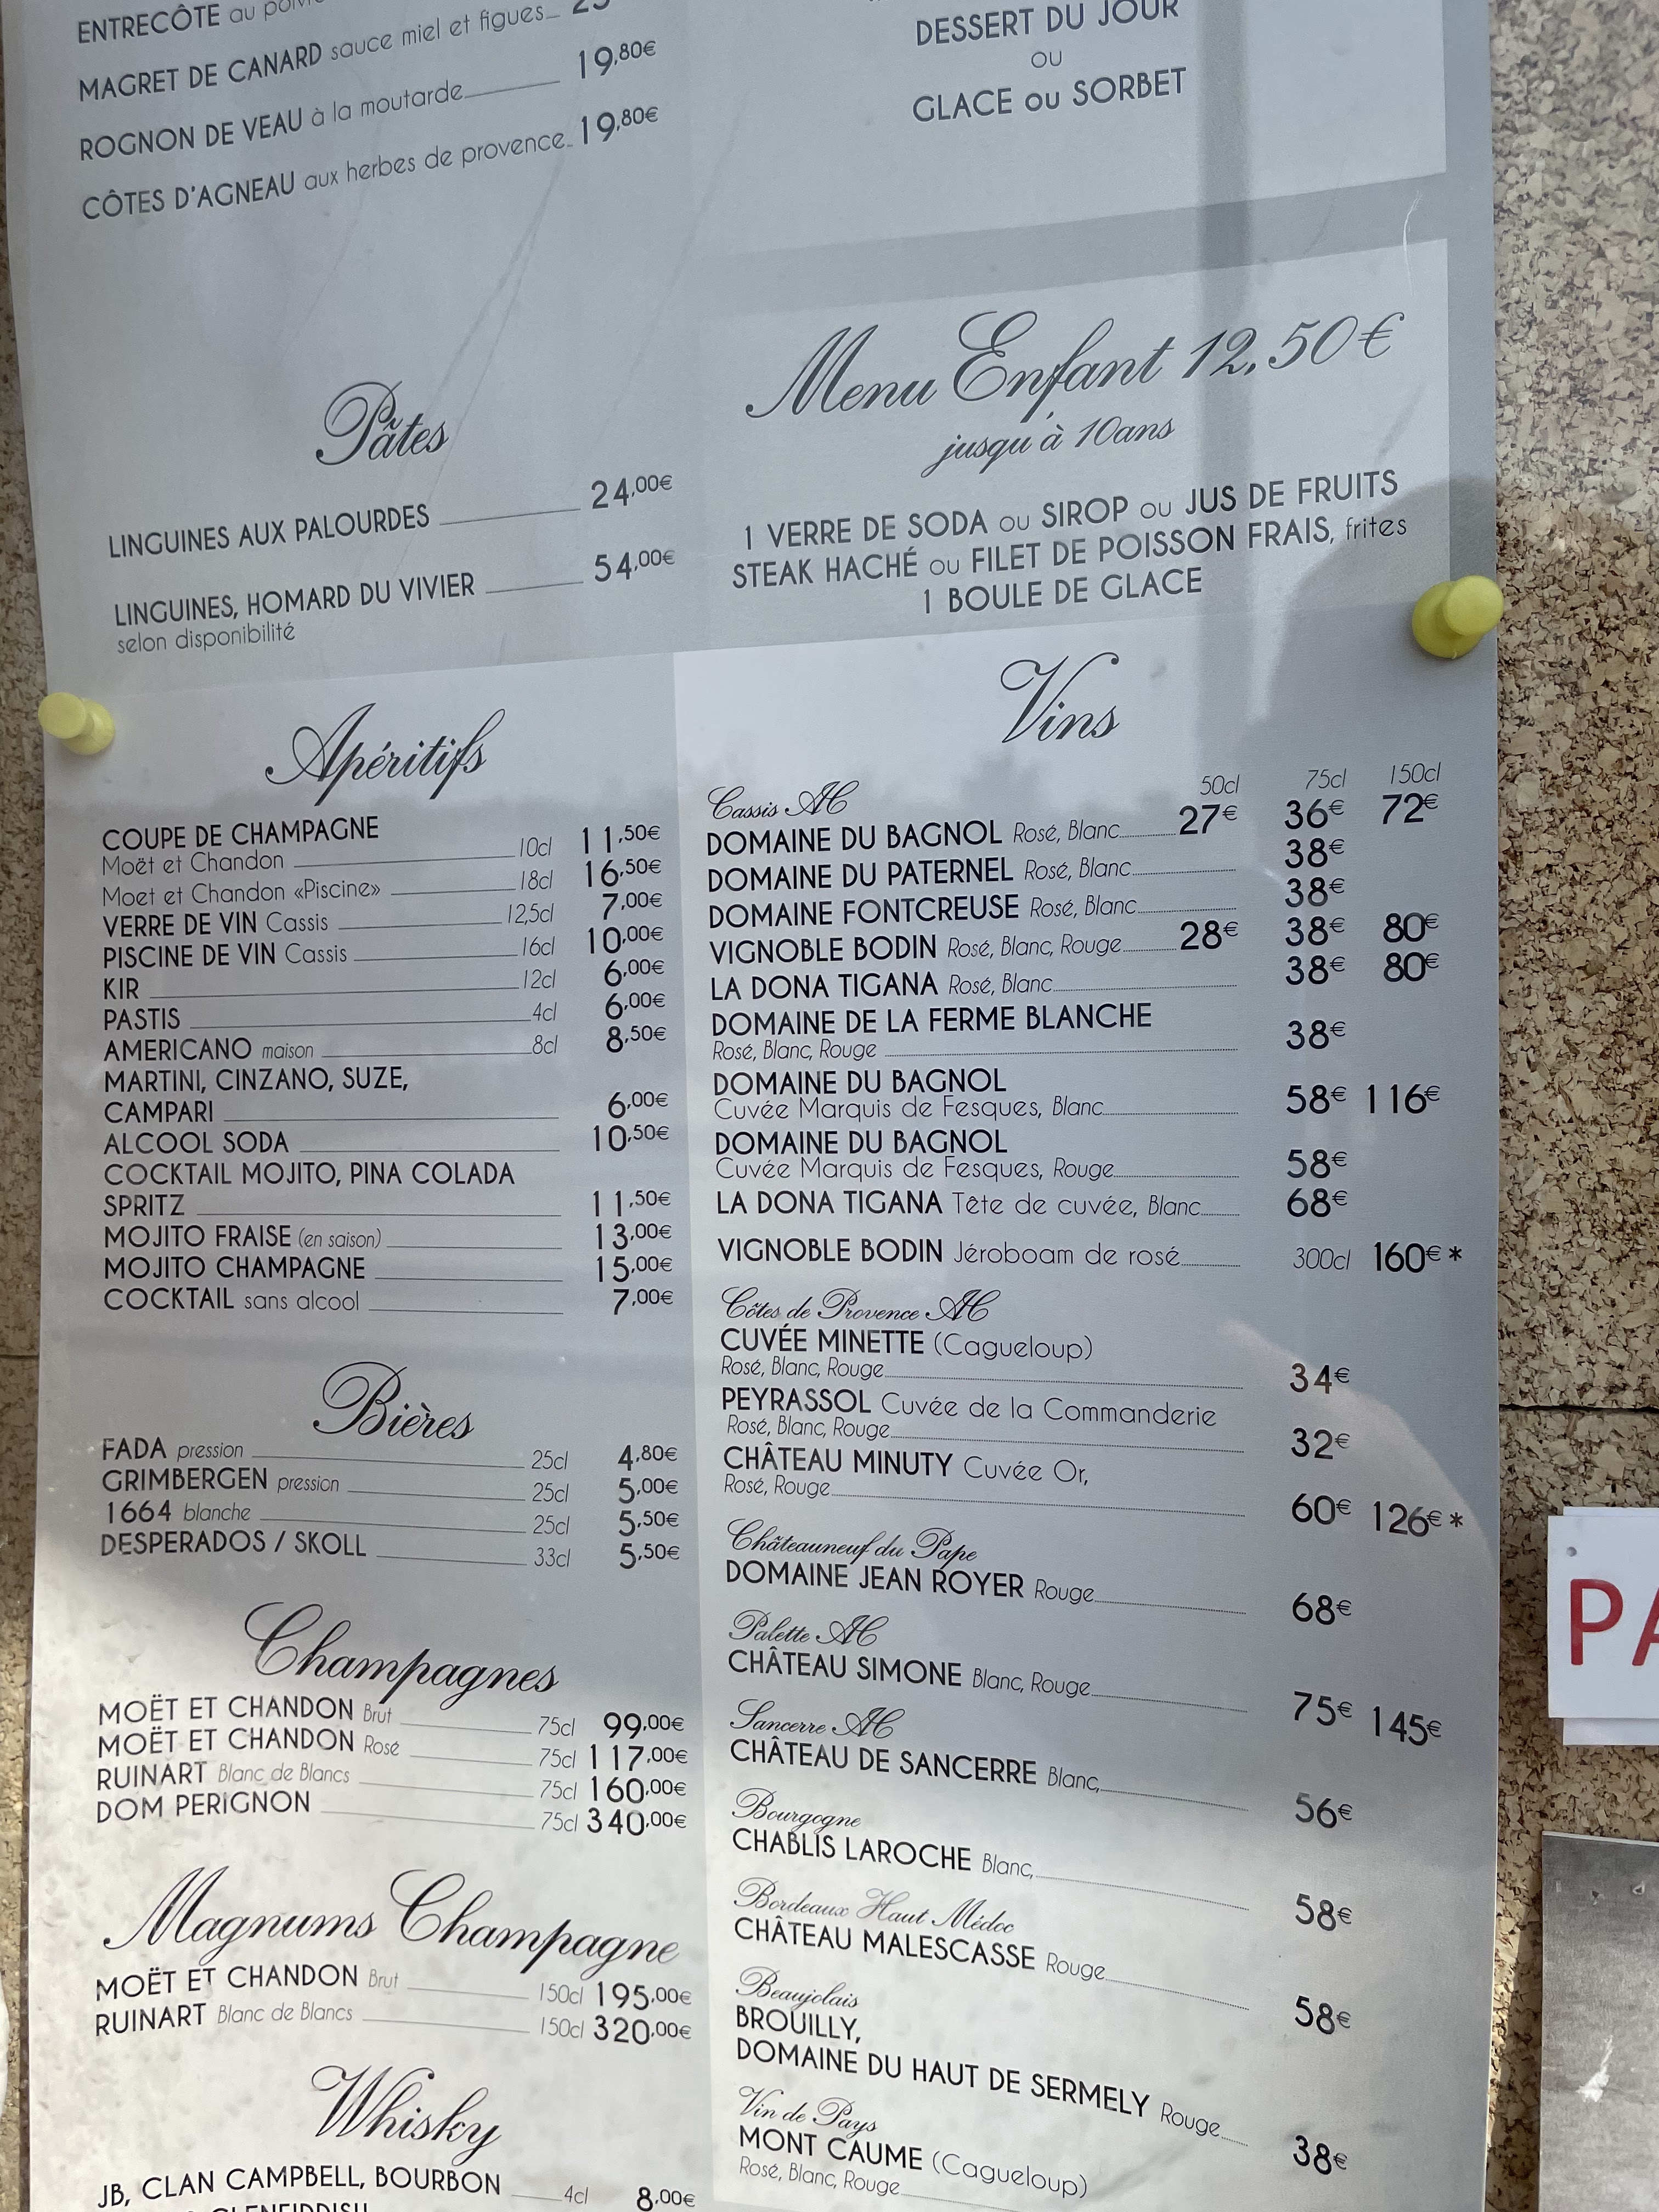 ENTRECÔTE au
MAGRET DE CANARD sauce miel et figues
ROGNON DE VEAU à la moutarde 19,80€
CÔTES D'AGNEAU aux herbes de provence 19,80€
DESSERT DU JOUR
OU
GLACE ou SORBET
Menu Enfant 12,50€
jusqu'à 10ans
1 VERRE DE SODA ou SIROP ou JUS DE FRUITS
STEAK HACHÉ ou FILET DE POISSON FRAIS, frites
1 BOULE DE GLACE
Pâtes
LINGUINES AUX PALOURDES 24,00€
LINGUINES, HOMARD DU VIVIER 54,00€
selon disponibilité
Apéritifs
COUPE DE CHAMPAGNE
Moët et Chandon 10cl 11,50€
Moet et Chandon «Piscine» 18cl 16,50€
VERRE DE VIN Cassis 12,5cl 7,00€
PISCINE DE VIN Cassis 16cl 10,00€
KIR 12cl 6,00€
PASTIS 4cl 6,00€
AMERICANO maison 8cl 8,50€
MARTINI, CINZANO, SUZE,
CAMPARI 6,00€
ALCOOL SODA 10,50€
COCKTAIL MOJITO, PINA COLADA
SPRITZ 11,50€
MOJITO FRAISE (en saison) 13,00€
MOJITO CHAMPAGNE 15,00€
COCKTAIL sans alcool 7,00€
Bières
FADA pression 25cl 4,80€
GRIMBERGEN pression 25cl 5,00€
1664 blanche 25cl 5,50€
DESPERADOS / SKOLL 33cl 5,50€
Champagnes
MOËT ET CHANDON Brut 75cl 99,00€
MOËT ET CHANDON Rosé 75cl 117,00€
RUINART Blanc de Blancs 75cl 160,00€
DOM PERIGNON 75cl 340,00€
Magnums Champagne
MOËT ET CHANDON Brut 150cl 195,00€
RUINART Blanc de Blancs 150cl 320,00€
Whisky
JB, CLAN CAMPBELL, BOURBON 4cl 8,00€
Vins
50cl 75cl 150cl
Cassis AC
DOMAINE DU BAGNOL Rosé, Blanc 27€ 36€ 72€
DOMAINE DU PATERNEL Rosé, Blanc 38€
DOMAINE FONTCREUSE Rosé, Blanc 38€
VIGNOBLE BODIN Rosé, Blanc, Rouge 28€ 38€ 80€
LA DONA TIGANA Rosé, Blanc 38€ 80€
DOMAINE DE LA FERME BLANCHE
Rosé, Blanc, Rouge 38€
DOMAINE DU BAGNOL
Cuvée Marquis de Fesques, Blanc 58€ 116€
DOMAINE DU BAGNOL
Cuvée Marquis de Fesques, Rouge 58€
LA DONA TIGANA Tête de cuvée, Blanc 68€
VIGNOBLE BODIN Jéroboam de rosé 300cl 160€*
Côtes de Provence AC
CUVÉE MINETTE (Cagueloup)
Rosé, Blanc, Rouge 34€
PEYRASSOL Cuvée de la Commanderie
Rosé, Blanc, Rouge 32€
CHÂTEAU MINUTY Cuvée Or,
Rosé, Rouge 60€ 126€*
Châteauneuf du Pape
DOMAINE JEAN ROYER Rouge 68€
Palette AC
CHÂTEAU SIMONE Blanc, Rouge 75€ 145€
Sancerre AC
CHÂTEAU DE SANCERRE Blanc, 56€
Bourgogne
CHABLIS LAROCHE Blanc, 58€
Bordeaux Haut Médoc
CHÂTEAU MALESCASSE Rouge 58€
Beaujolais
BROUILLY,
DOMAINE DU HAUT DE SERMELY Rouge 38€
Vin de Pays
MONT CAUME (Cagueloup)
Rosé, Blanc, Rouge
PA